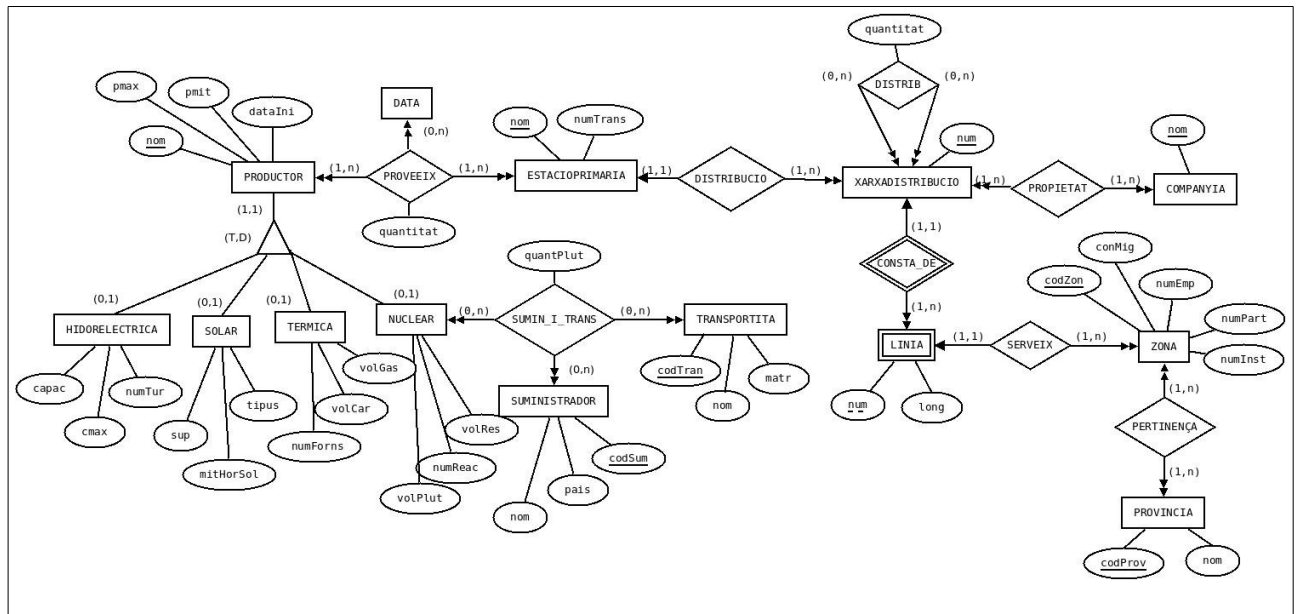 quantitat
(0,n)
(0,n)
DISTRIB
pmax
pmit
dataIni
nom
DATA
(0,n)
nom
numTrans
num
nom
PRODUCTOR
(1,n)
PROVEEIX
(1,n)
ESTACIOPRIMARIA
(1,1)
DISTRIBUCIO
(1,n)
XARXADISTRIBUCIO
(1,n)
PROPIETAT
(1,n)
COMPANYIA
(1,1)
quantitat
(T,D)
(1,1)
quantPlut
CONSTA_DE
conMig
codZon
numEmp
(0,1)
(0,1)
(0,1)
(0,1)
(0,n)
(0,n)
(1,n)
numPart
HIDORELECTRICA
SOLAR
TERMICA
NUCLEAR
SUMIN_I_TRANS
TRANSPORTITA
LINIA
(1,1)
SERVEIX
(1,n)
ZONA
numInst
capac
numTur
cmax
tipus
sup
mitHorSol
volGas
volCar
numForns
(0,n)
SUMINISTRADOR
codTran
nom
matr
num
long
(1,n)
PERTINENÇA
(1,n)
volRes
numReac
volPlut
codSum
pais
nom
PROVINCIA
codProv
nom